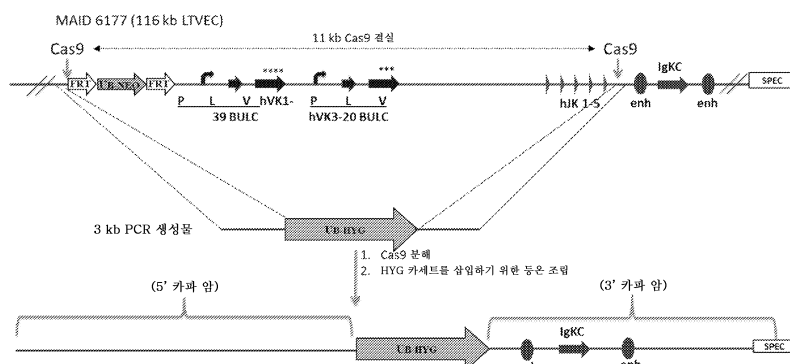 MAID 6177 (116 kb LTVEC)
11 kb Cas9 결실
Cas9
Cas9
FRT UB NEO FRT
****
***
IgKC
SPEC
P L V hVK1-
39 BULC
P L V
hVK3-20 BULC
hJK 1-5
enh
enh
3 kb PCR 생성물
UB HYG
1. Cas9 분해
2. HYG 카세트를 삽입하기 위한 등온 조립
(5' 카파 암)
(3' 카파 암)
IgKC
UB HYG
SPEC
enh